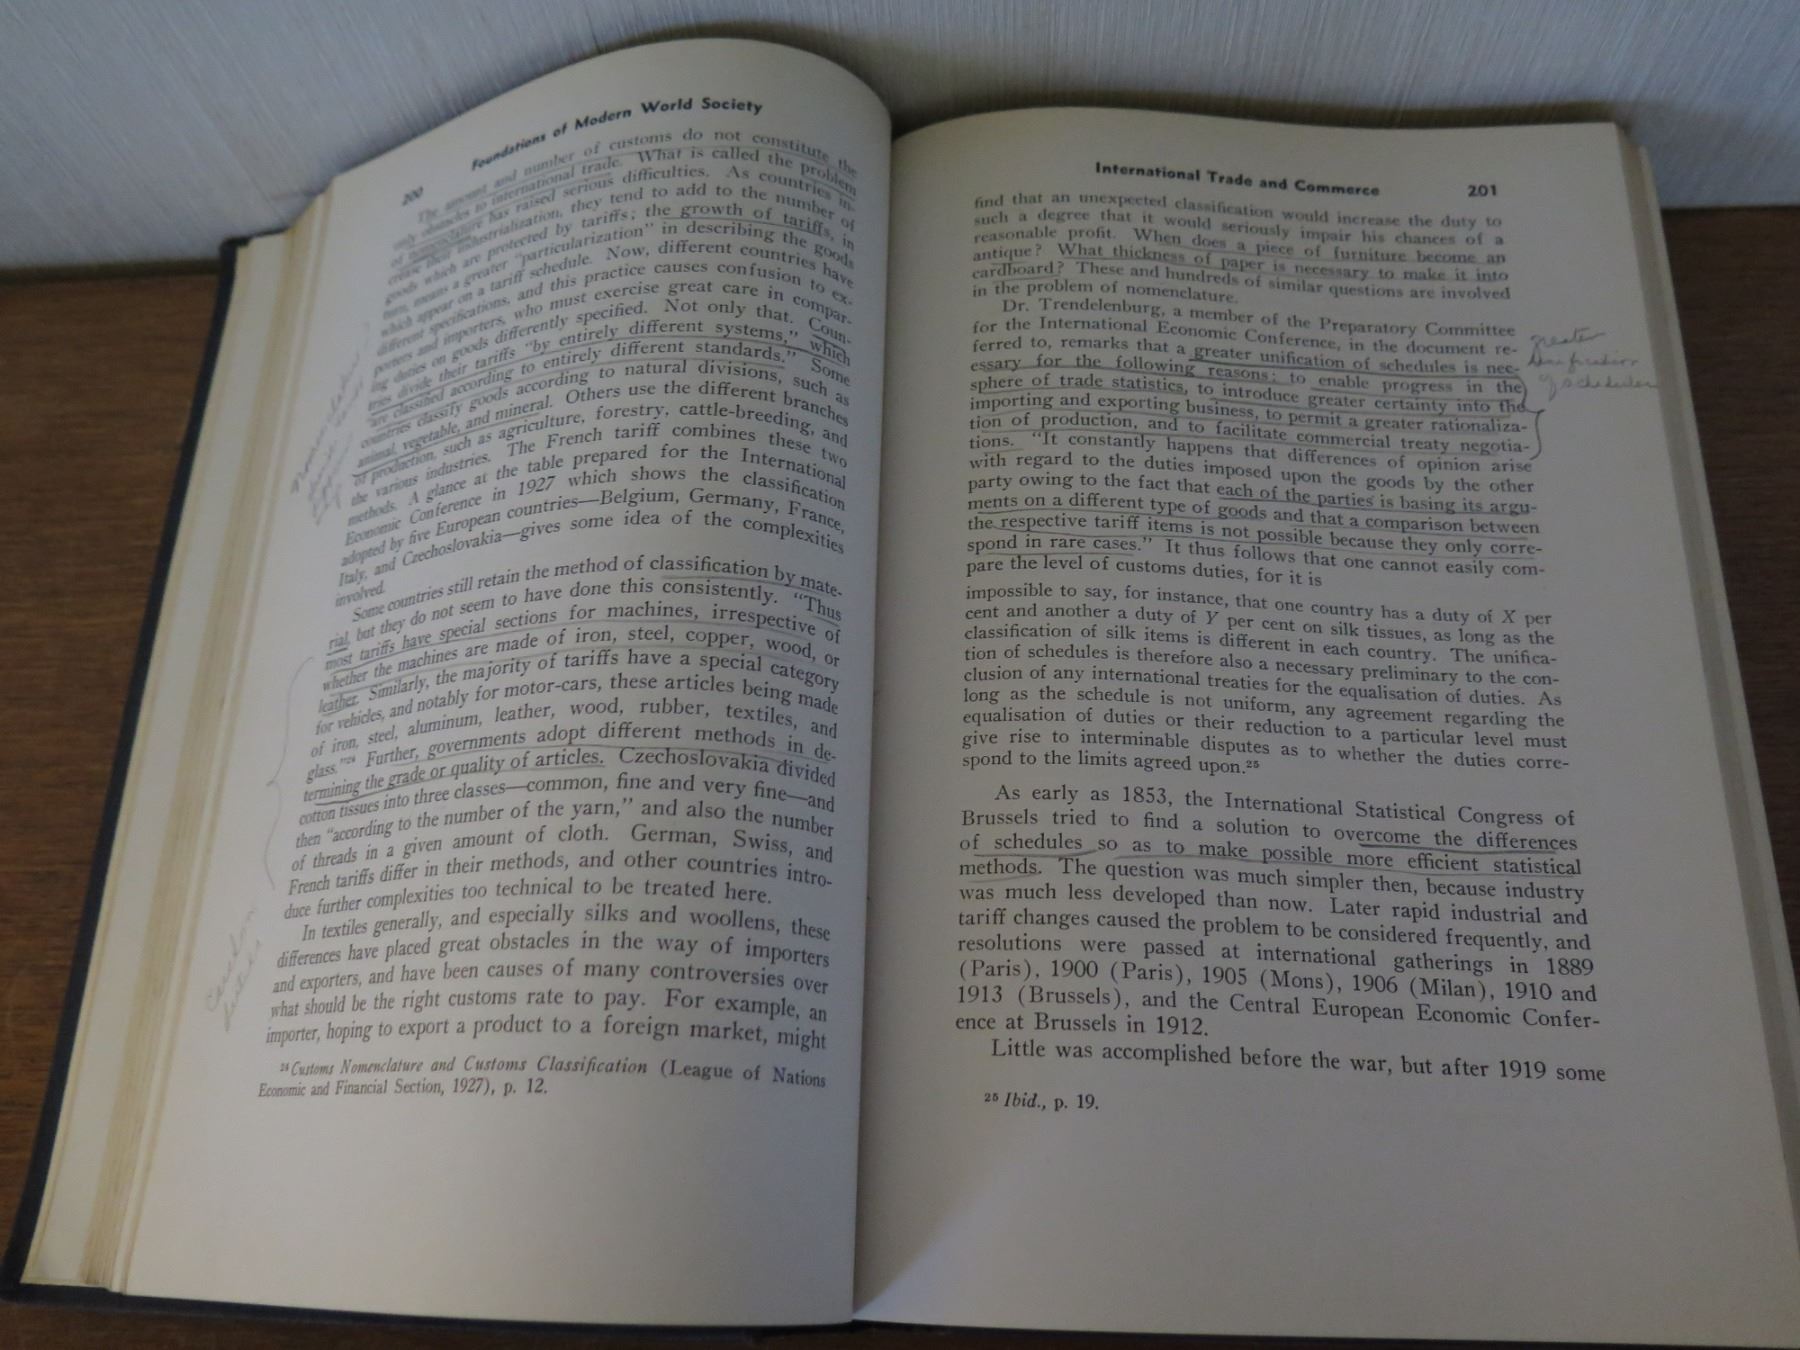 200 Foundations of Modern World Society
The amount and number of customs do not constitute the
only obstacles to international trade. What is called the problem
of nomenclature has raised serious difficulties. As countries in-
crease their industrialization, they tend to add to the number of
goods which are protected by tariffs; the growth of tariffs, in
turn, means a greater "particularization" in describing the goods
which appear on a tariff schedule. Now, different countries have
different specifications, and this practice causes confusion to ex-
porters and importers, who must exercise great care in compar-
ing duties on goods differently specified. Not only that. Coun-
tries divide their tariffs "by entirely different systems," which
"are classified according to entirely different standards." Some
countries classify goods according to natural divisions, such as
animal, vegetable, and mineral. Others use the different branches
of production, such as agriculture, forestry, cattle-breeding, and
the various industries. The French tariff combines these two
methods. A glance at the table prepared for the International
Economic Conference in 1927 which shows the classification
adopted by five European countries—Belgium, Germany, France,
Italy, and Czechoslovakia—gives some idea of the complexities
involved.
Some countries still retain the method of classification by mate-
rial, but they do not seem to have done this consistently. "Thus
most tariffs have special sections for machines, irrespective of
whether the machines are made of iron, steel, copper, wood, or
leather. Similarly, the majority of tariffs have a special category
for vehicles, and notably for motor-cars, these articles being made
of iron, steel, aluminum, leather, wood, rubber, textiles, and
glass."24 Further, governments adopt different methods in de-
termining the grade or quality of articles. Czechoslovakia divided
cotton tissues into three classes—common, fine and very fine—and
then "according to the number of the yarn," and also the number
of threads in a given amount of cloth. German, Swiss, and
French tariffs differ in their methods, and other countries intro-
duce further complexities too technical to be treated here.
In textiles generally, and especially silks and woollens, these
differences have placed great obstacles in the way of importers
and exporters, and have been causes of many controversies over
what should be the right customs rate to pay. For example, an
importer, hoping to export a product to a foreign market, might
24 Customs Nomenclature and Customs Classification (League of Nations
Economic and Financial Section, 1927), p. 12.
International Trade and Commerce 201
find that an unexpected classification would increase the duty to
such a degree that it would seriously impair his chances of a
reasonable profit. When does a piece of furniture become an
antique? What thickness of paper is necessary to make it into
cardboard? These and hundreds of similar questions are involved
in the problem of nomenclature.
Dr. Trendelenburg, a member of the Preparatory Committee
for the International Economic Conference, in the document re-
ferred to, remarks that a greater unification of schedules is nec-
essary for the following reasons: to enable progress in the
sphere of trade statistics, to introduce greater certainty into the
importing and exporting business, to permit a greater rationaliza-
tion of production, and to facilitate commercial treaty negotia-
tions. "It constantly happens that differences of opinion arise
with regard to the duties imposed upon the goods by the other
party owing to the fact that each of the parties is basing its argu-
ments on a different type of goods and that a comparison between
the respective tariff items is not possible because they only corre-
spond in rare cases." It thus follows that one cannot easily com-
pare the level of customs duties, for it is
impossible to say, for instance, that one country has a duty of X per
cent and another a duty of Y per cent on silk tissues, as long as the
classification of silk items is different in each country. The unifica-
tion of schedules is therefore also a necessary preliminary to the con-
clusion of any international treaties for the equalisation of duties. As
long as the schedule is not uniform, any agreement regarding the
equalisation of duties or their reduction to a particular level must
give rise to interminable disputes as to whether the duties corre-
spond to the limits agreed upon.25
As early as 1853, the International Statistical Congress of
Brussels tried to find a solution to overcome the differences
of schedules so as to make possible more efficient statistical
methods. The question was much simpler then, because industry
was much less developed than now. Later rapid industrial and
tariff changes caused the problem to be considered frequently, and
resolutions were passed at international gatherings in 1889
(Paris), 1900 (Paris), 1905 (Mons), 1906 (Milan), 1910 and
1913 (Brussels), and the Central European Economic Confer-
ence at Brussels in 1912.
Little was accomplished before the war, but after 1919 some
25 Ibid., p. 19.
greater
of schedules